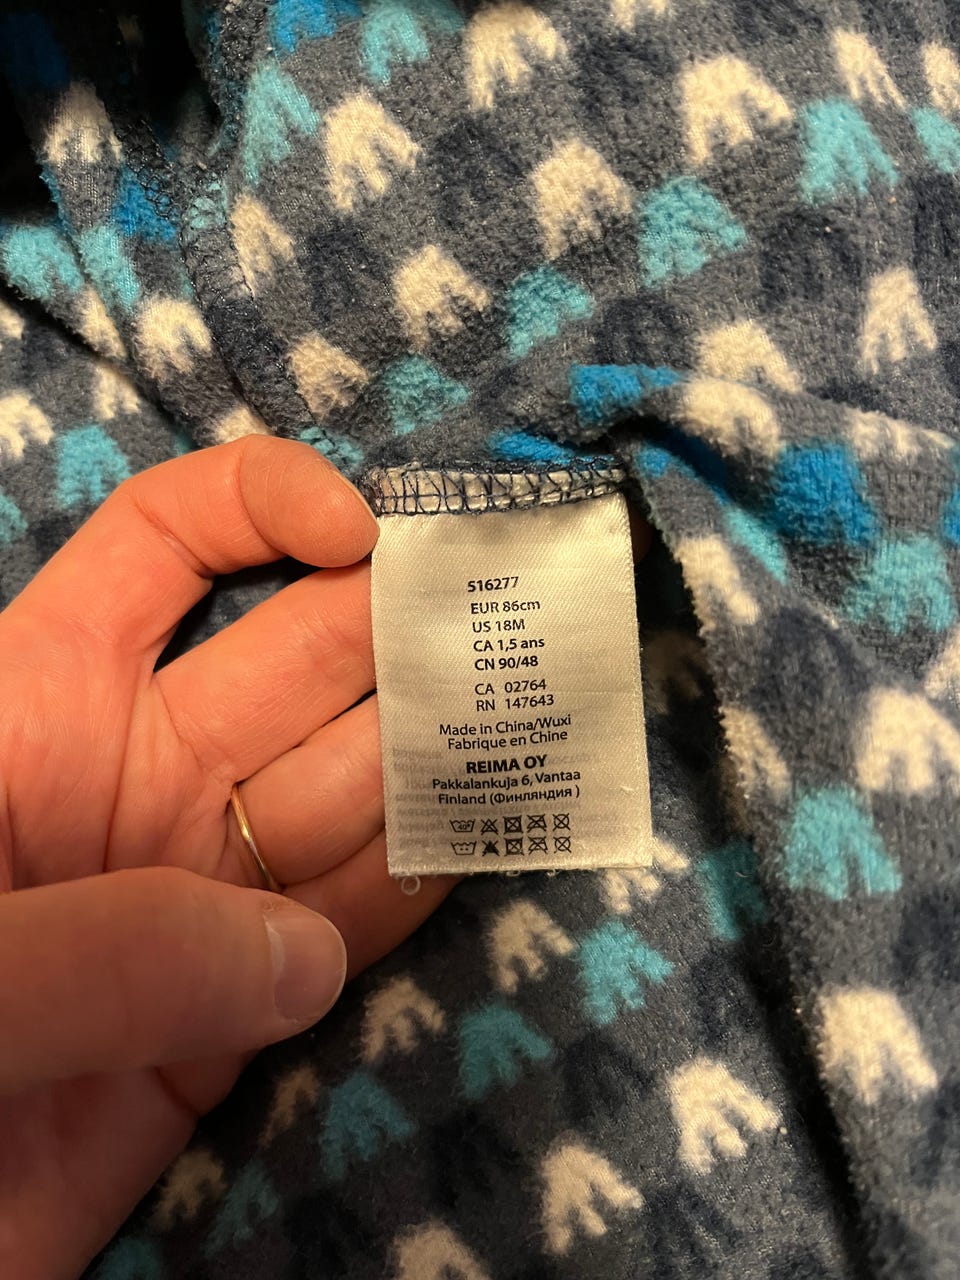 516277
EUR 86cm
US 18M
CA 1,5 ans
CN 90/48
CA 02764
RN 147643
Made in China/Wuxi
Fabrique en Chine
REIMA OY
Pakkalankuja 6, Vantaa
Finland (Финляндия )
40°